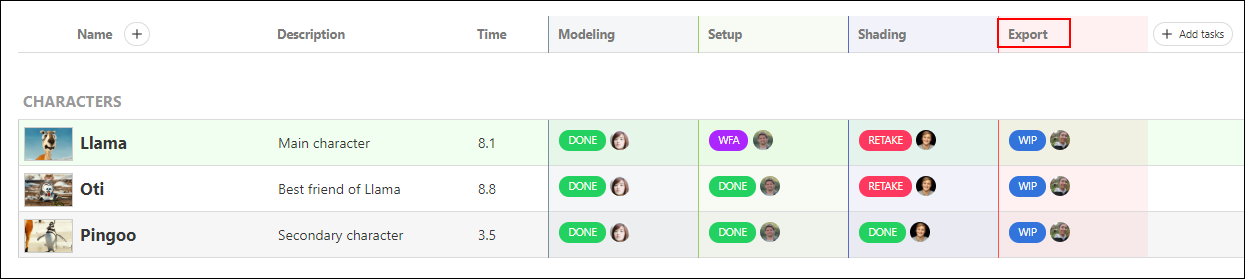 Name + Description Time Modeling Setup Shading Export + Add tasks
CHARACTERS
Llama Main character 8.1 DONE WFA RETAKE WIP
Oti Best friend of Llama 8.8 DONE DONE RETAKE WIP
Pingoo Secondary character 3.5 DONE DONE DONE WIP